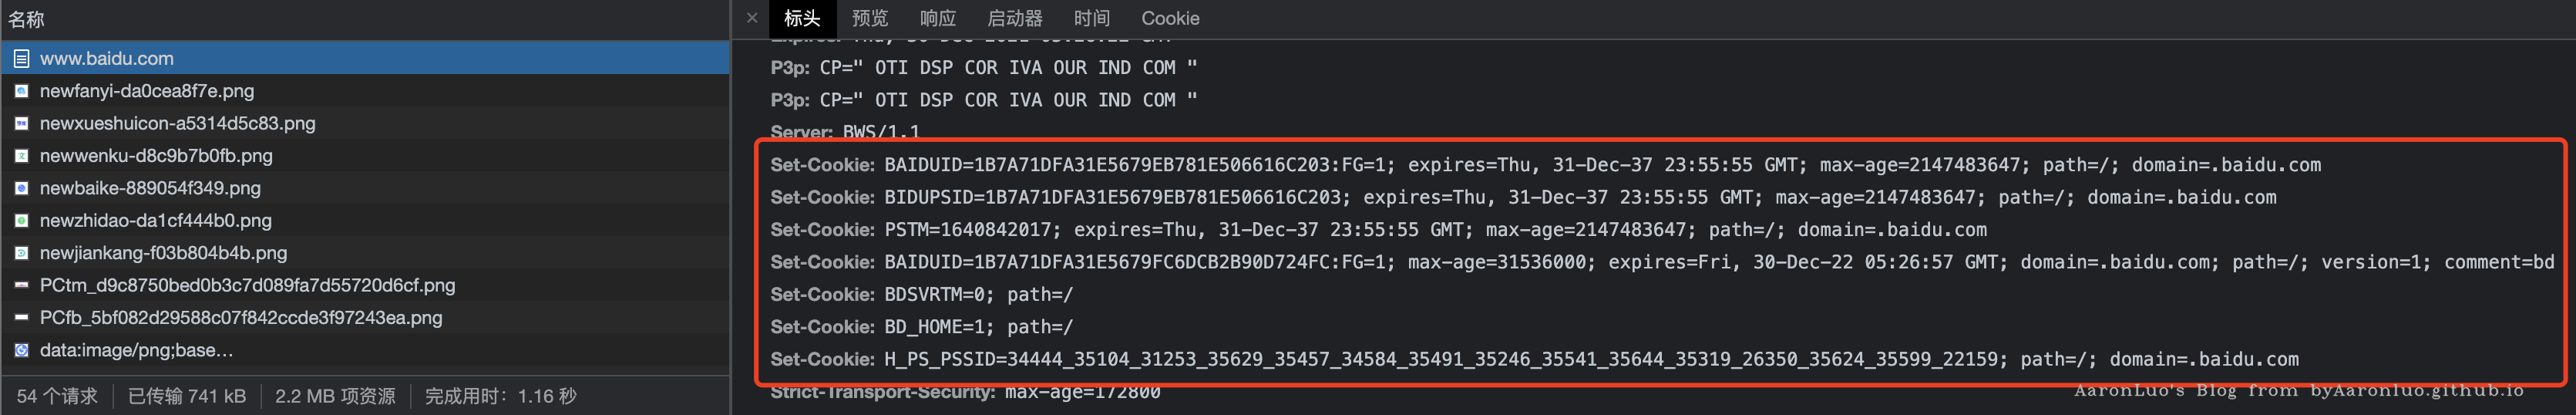 名称
www.baidu.com
newfanyi-da0cea8f7e.png
newxueshuicon-a5314d5c83.png
newwenku-d8c9b7b0fb.png
newbaike-889054f349.png
newzhidao-da1cf444b0.png
newjiankang-f03b804b4b.png
PCtm_d9c8750bed0b3c7d089fa7d55720d6cf.png
PCfb_5bf082d29588c07f842ccde3f97243ea.png
data:image/png;base…
54 个请求 已传输 741 kB 2.2 MB 项资源 完成用时：1.16 秒
× 标头 预览 响应 启动器 时间 Cookie
P3p: CP=" OTI DSP COR IVA OUR IND COM "
P3p: CP=" OTI DSP COR IVA OUR IND COM "
Server: BWS/1.1
Set-Cookie: BAIDUID=1B7A71DFA31E5679EB781E506616C203:FG=1; expires=Thu, 31-Dec-37 23:55:55 GMT; max-age=2147483647; path=/; domain=.baidu.com
Set-Cookie: BIDUPSID=1B7A71DFA31E5679EB781E506616C203; expires=Thu, 31-Dec-37 23:55:55 GMT; max-age=2147483647; path=/; domain=.baidu.com
Set-Cookie: PSTM=1640842017; expires=Thu, 31-Dec-37 23:55:55 GMT; max-age=2147483647; path=/; domain=.baidu.com
Set-Cookie: BAIDUID=1B7A71DFA31E5679FC6DCB2B90D724FC:FG=1; max-age=31536000; expires=Fri, 30-Dec-22 05:26:57 GMT; domain=.baidu.com; path=/; version=1; comment=bd
Set-Cookie: BDSVRTM=0; path=/
Set-Cookie: BD_HOME=1; path=/
Set-Cookie: H_PS_PSSID=34444_35104_31253_35629_35457_34584_35491_35246_35541_35644_35319_26350_35624_35599_22159; path=/; domain=.baidu.com
Strict-Transport-Security: max-age=172800
AaronLuo's Blog from byAaronluo.github.io